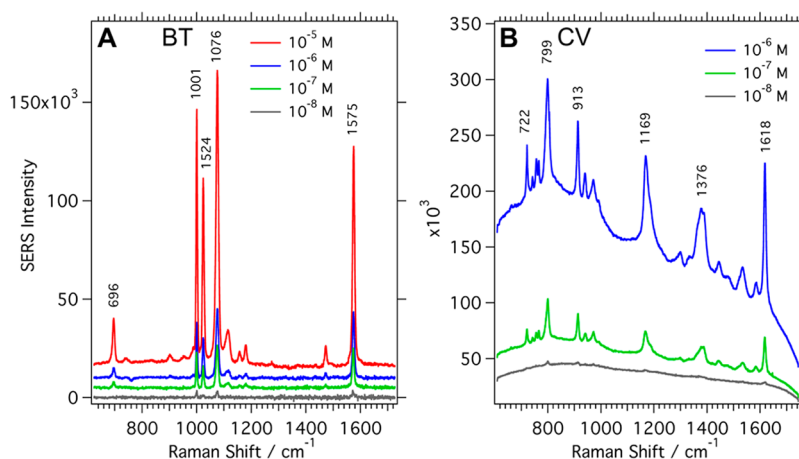 A BT
10⁻⁵ M
10⁻⁶ M
10⁻⁷ M
10⁻⁸ M
696
1001
1524
1076
1575
150x10³
100
50
0
SERS Intensity
800 1000 1200 1400 1600
Raman Shift / cm⁻¹
B CV
10⁻⁶ M
10⁻⁷ M
10⁻⁸ M
722
799
913
1169
1376
1618
350
300
250
200
150
100
50
x10³
800 1000 1200 1400 1600
Raman Shift / cm⁻¹